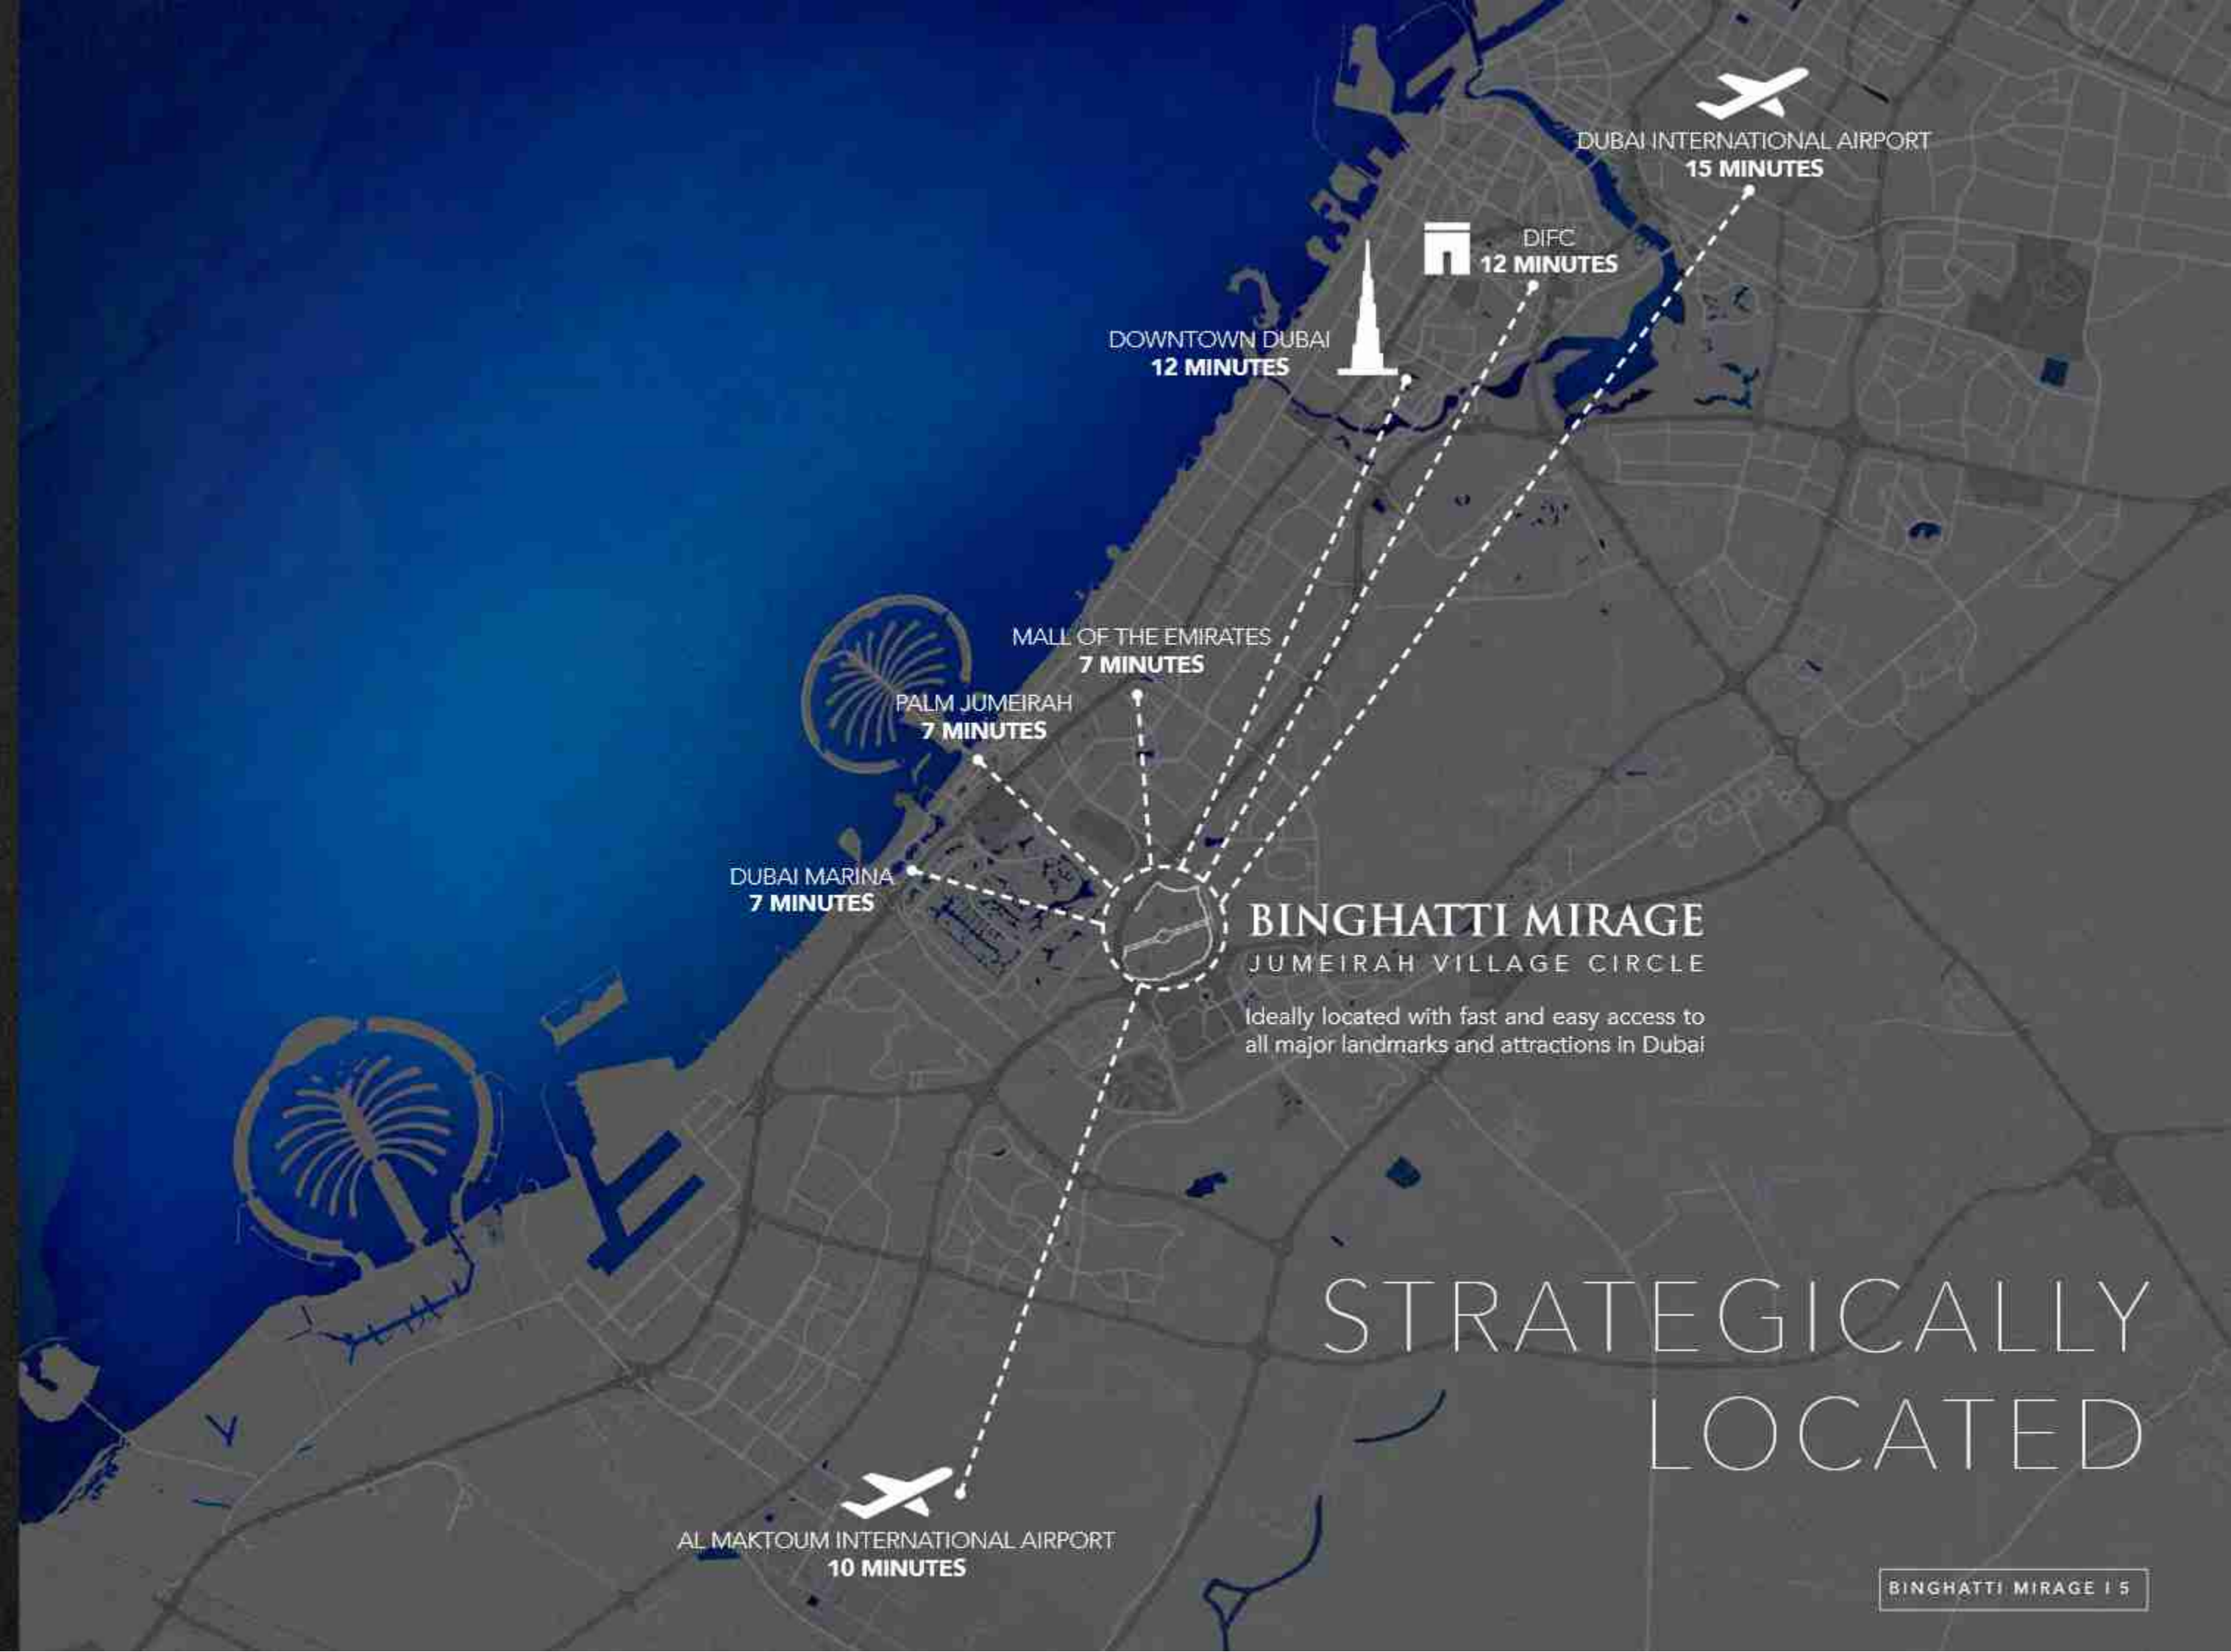 DUBAI INTERNATIONAL AIRPORT
15 MINUTES
DIFC
12 MINUTES
DOWNTOWN DUBAI
12 MINUTES
MALL OF THE EMIRATES
7 MINUTES
PALM JUMEIRAH
7 MINUTES
DUBAI MARINA
7 MINUTES
BINGHATTI MIRAGE
JUMEIRAH VILLAGE CIRCLE
Ideally located with fast and easy access to
all major landmarks and attractions in Dubai
STRATEGICALLY
LOCATED
AL MAKTOUM INTERNATIONAL AIRPORT
10 MINUTES
BINGHATTI MIRAGE I 5